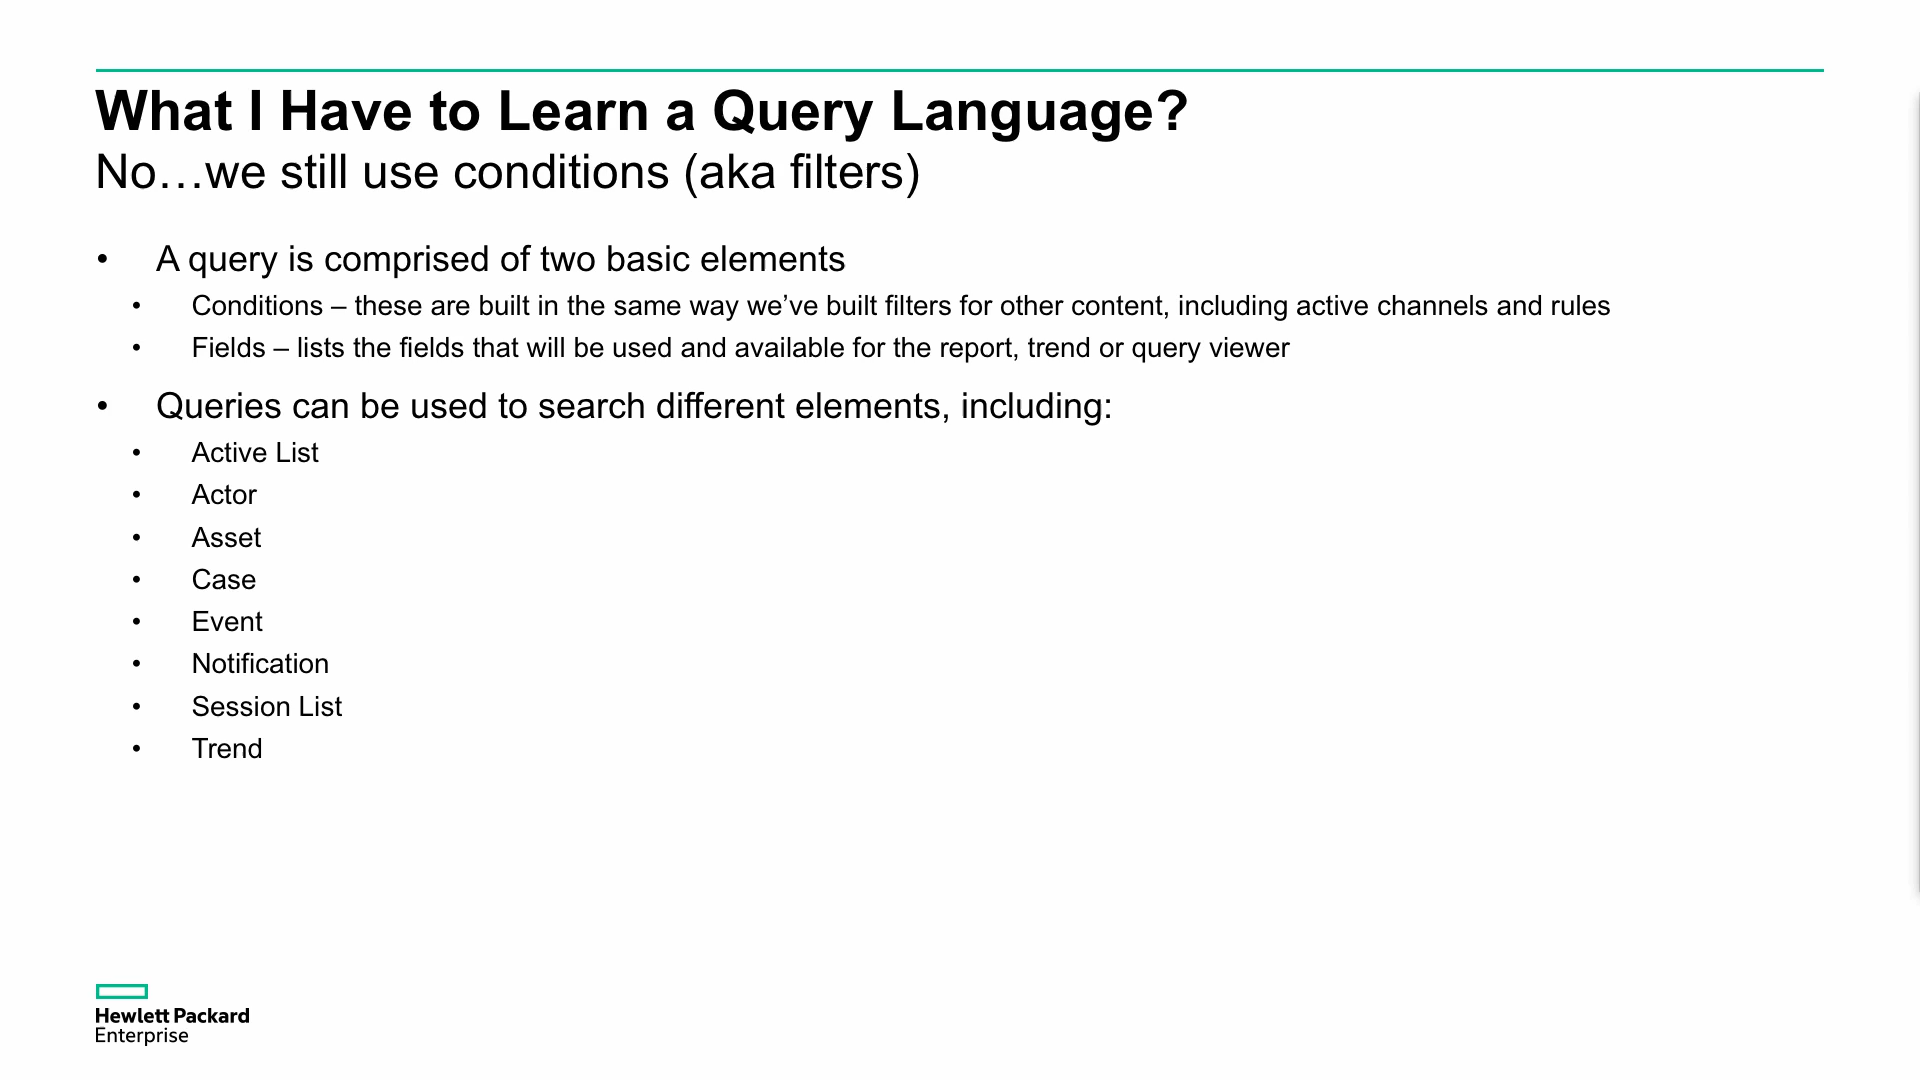 What I Have to Learn a Query Language?
No…we still use conditions (aka filters)
• A query is comprised of two basic elements
• Conditions – these are built in the same way we’ve built filters for other content, including active channels and rules
• Fields – lists the fields that will be used and available for the report, trend or query viewer
• Queries can be used to search different elements, including:
• Active List
• Actor
• Asset
• Case
• Event
• Notification
• Session List
• Trend
Hewlett Packard
Enterprise